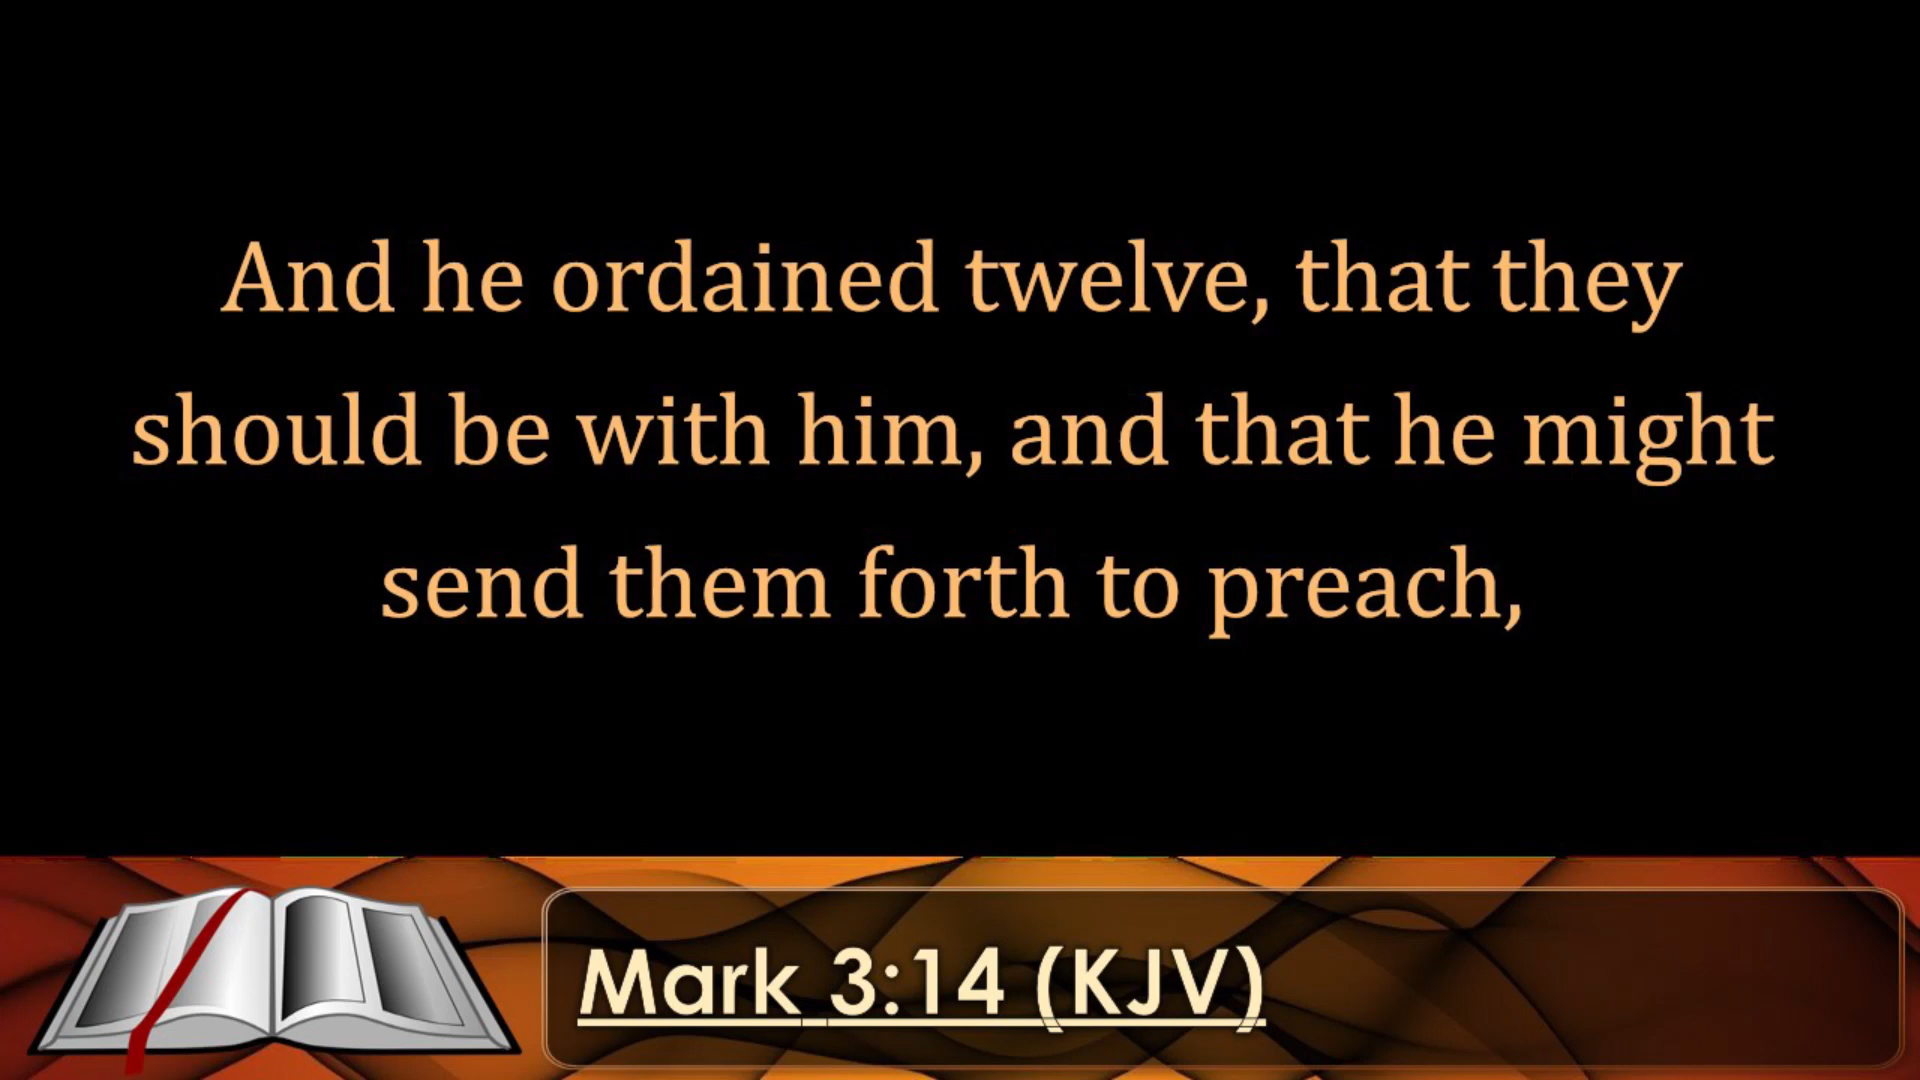 And he ordained twelve, that they
should be with him, and that he might
send them forth to preach,
Mark 3:14 (KJV)